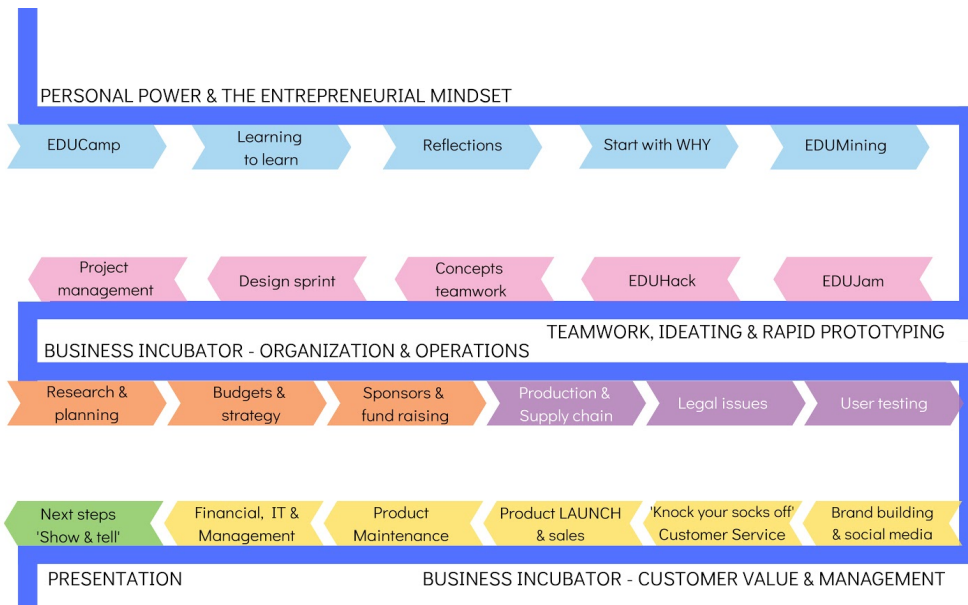 PERSONAL POWER & THE ENTREPRENEURIAL MINDSET
EDUCamp
Learning
to learn
Reflections
Start with WHY
EDUMining
Project
management
Design sprint
Concepts
teamwork
EDUHack
EDUJam
TEAMWORK, IDEATING & RAPID PROTOTYPING
BUSINESS INCUBATOR - ORGANIZATION & OPERATIONS
Research &
planning
Budgets &
strategy
Sponsors &
fund raising
Production &
Supply chain
Legal issues
User testing
Next steps
'Show & tell'
Financial, IT &
Management
Product
Maintenance
Product LAUNCH
& sales
'Knock your socks off'
Customer Service
Brand building
& social media
PRESENTATION
BUSINESS INCUBATOR - CUSTOMER VALUE & MANAGEMENT